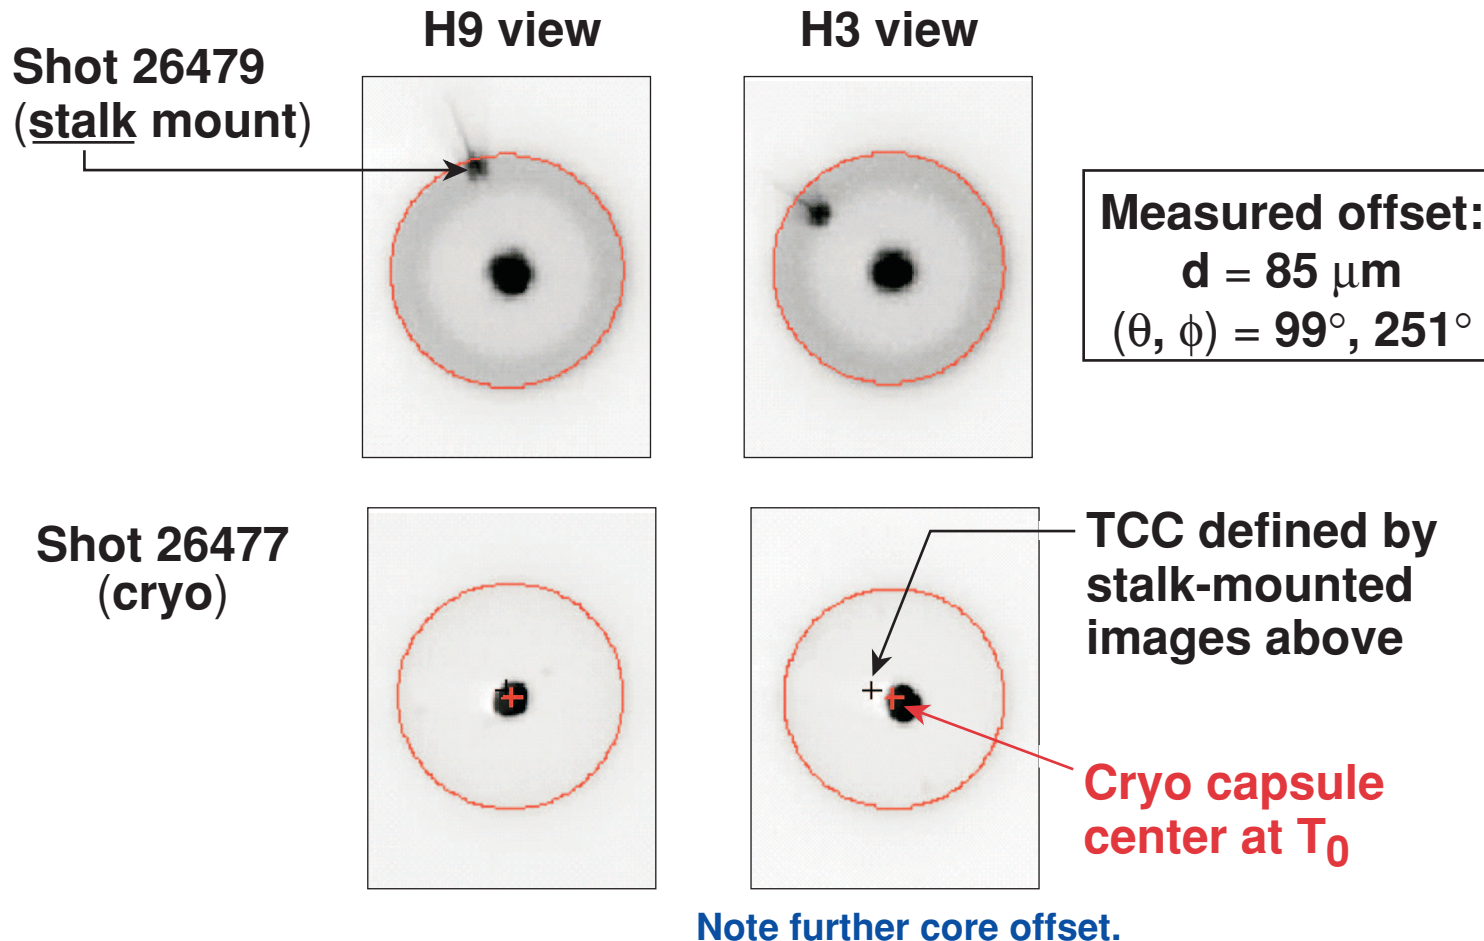 H9 view
H3 view
Shot 26479
(stalk mount)
Measured offset:
d = 85 μm
(θ, ϕ) = 99°, 251°
Shot 26477
(cryo)
TCC defined by
stalk-mounted
images above
Cryo capsule
center at T₀
Note further core offset.